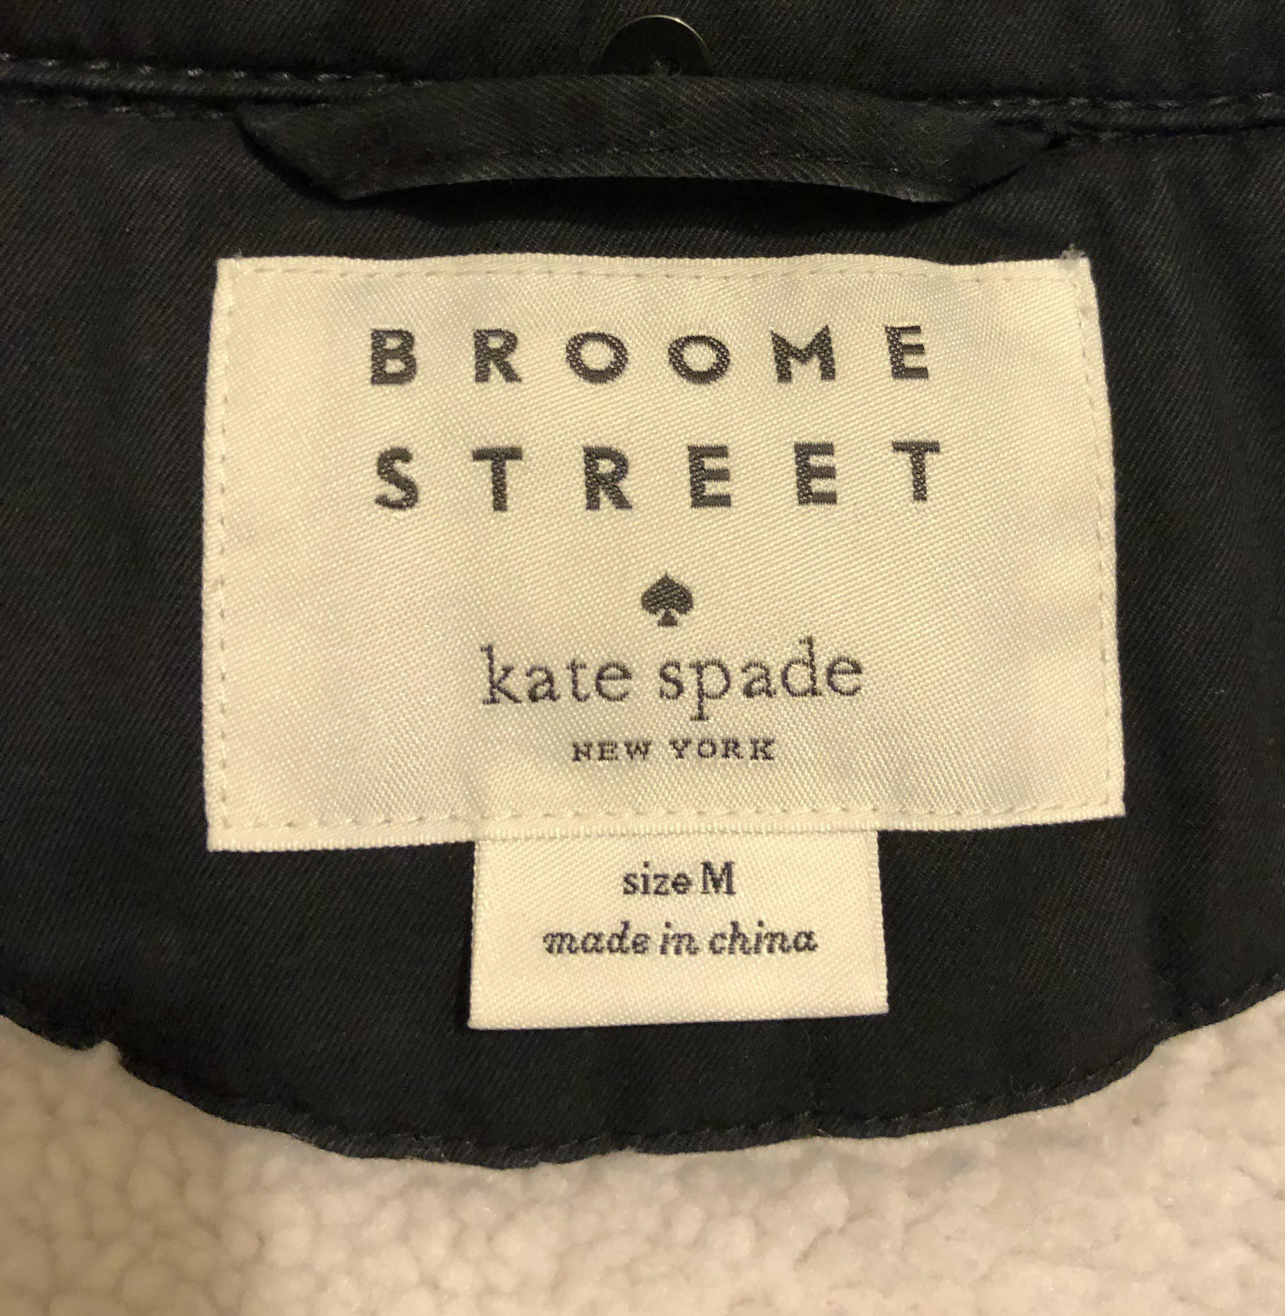 BROOME
STREET
kate spade
NEW YORK
size M
made in china